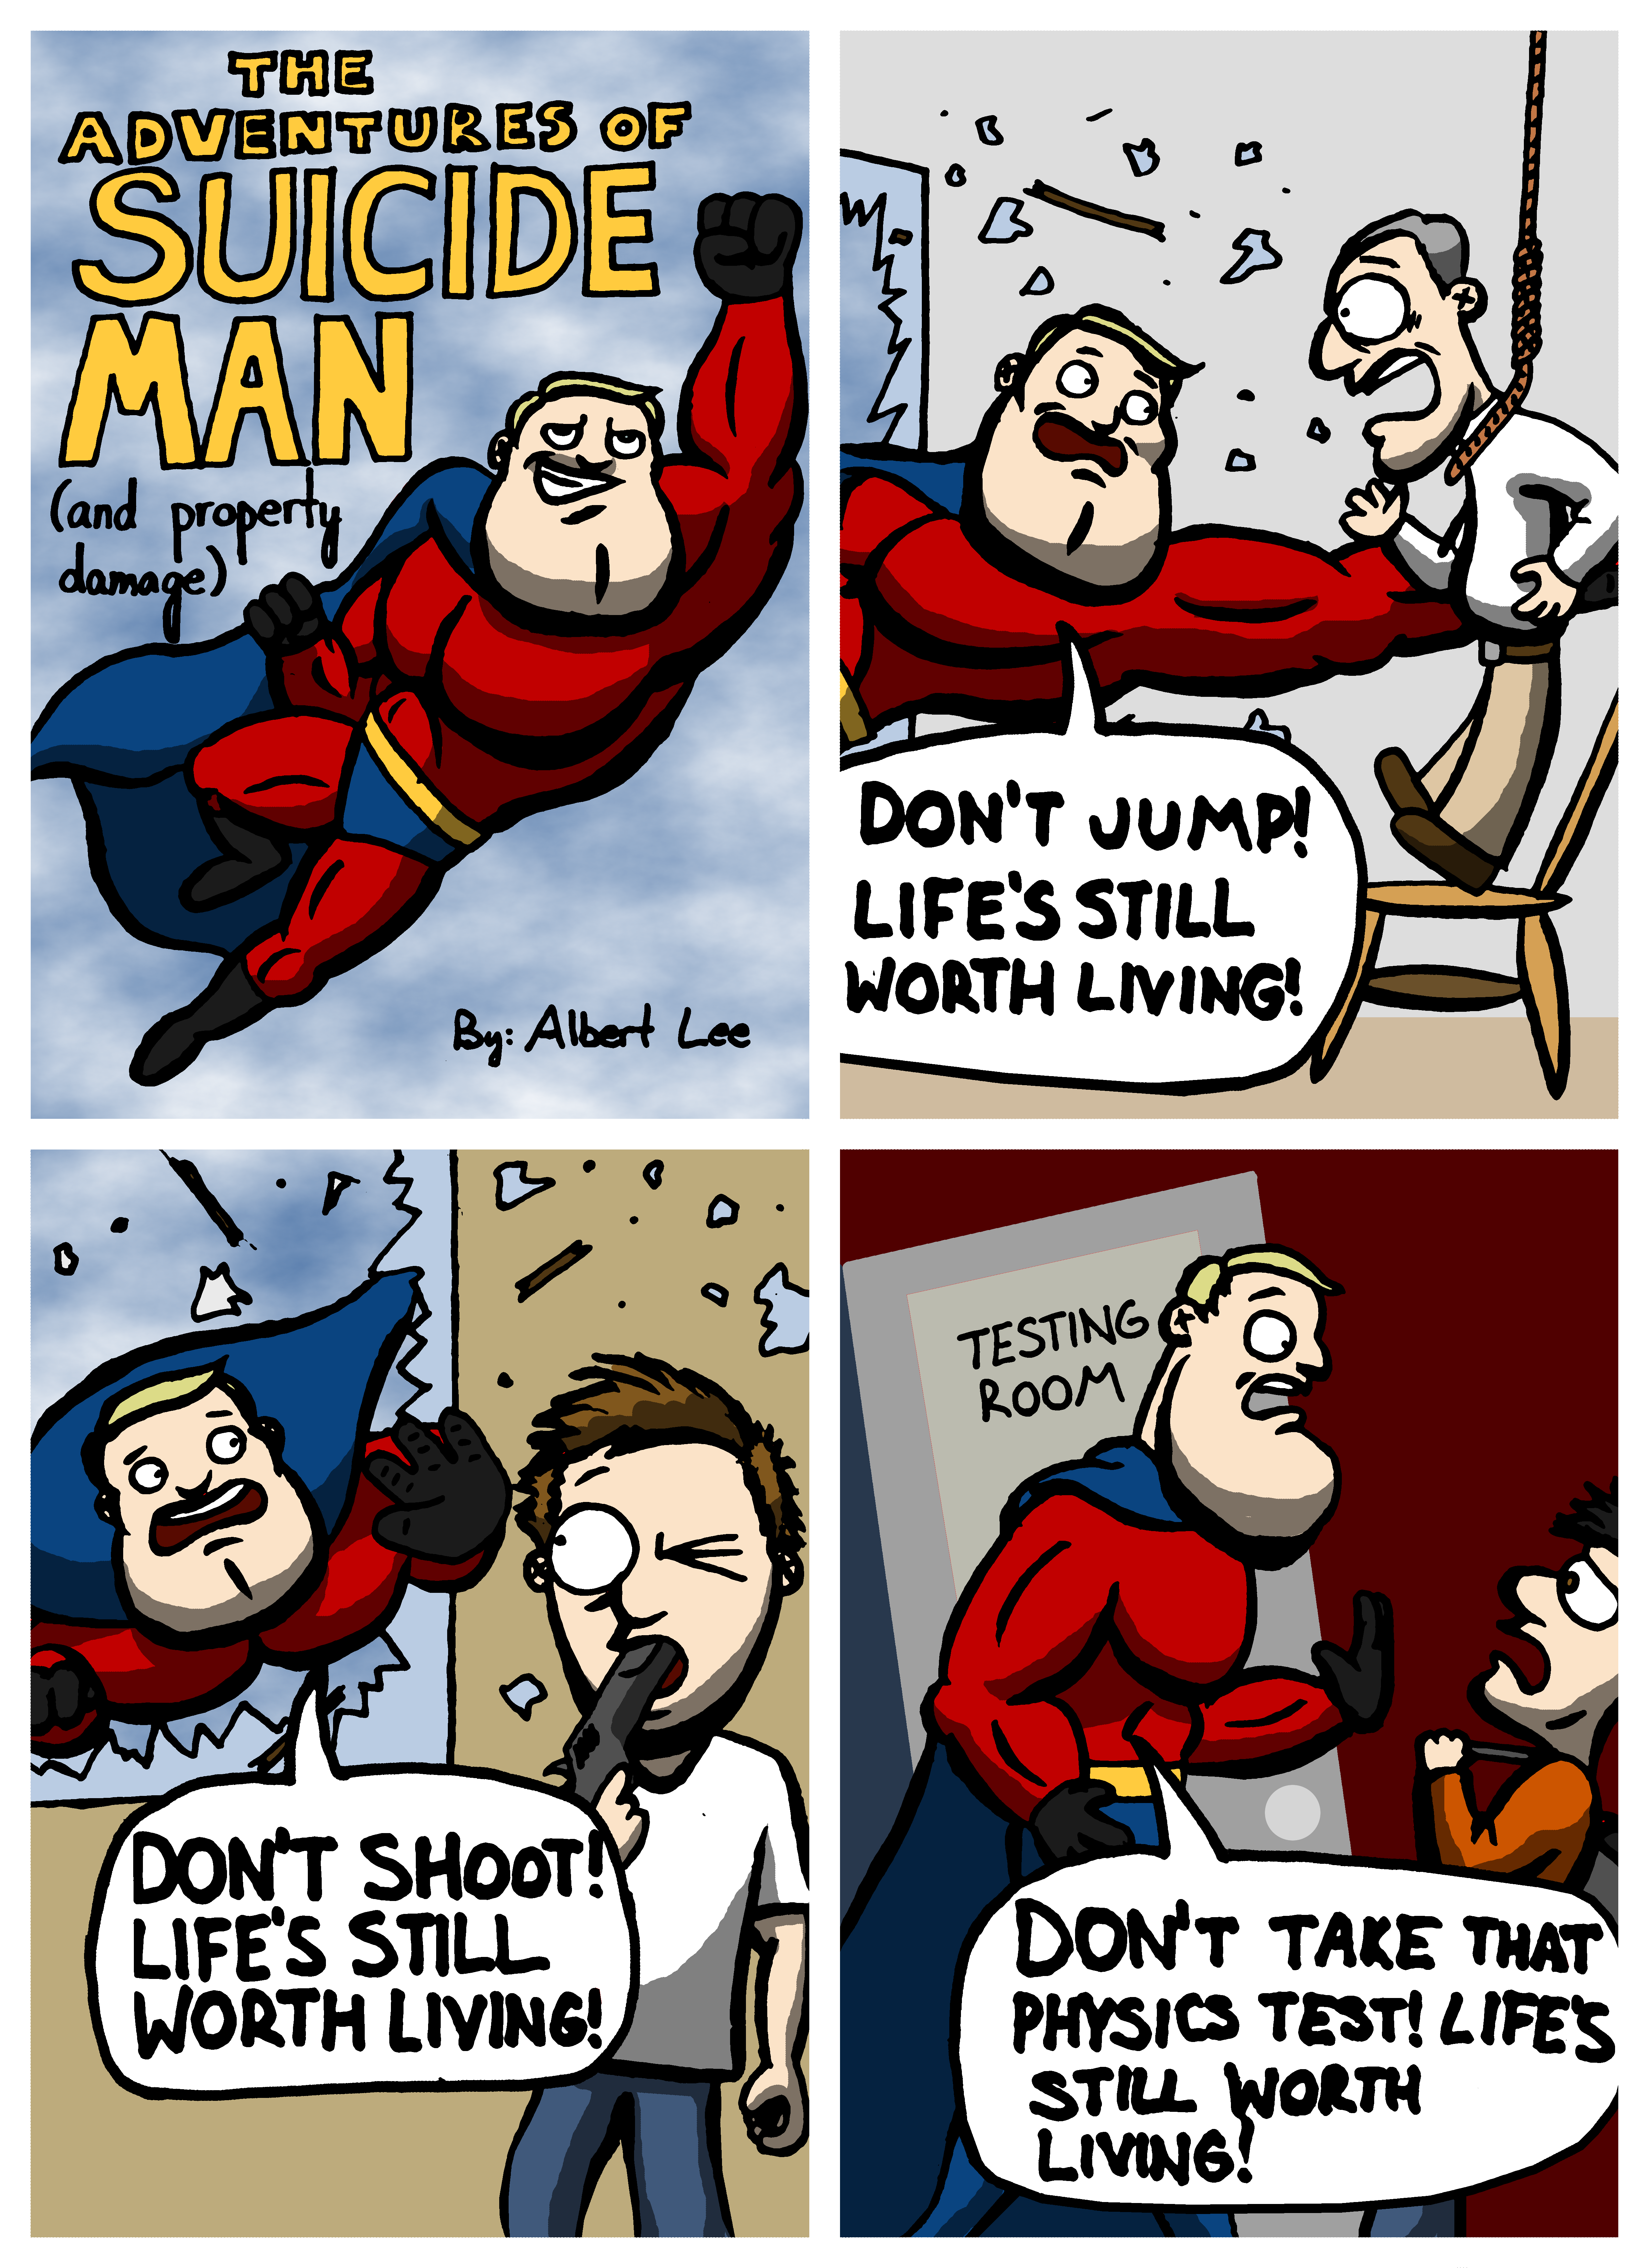 THE
ADVENTURES OF
SUICIDE
MAN
(and property
damage)
By: Albert Lee
DON'T JUMP!
LIFE'S STILL
WORTH LIVING!
DON'T SHOOT!
LIFE'S STILL
WORTH LIVING!
TESTING
ROOM
DON'T TAKE THAT
PHYSICS TEST! LIFE'S
STILL WORTH
LIVING!